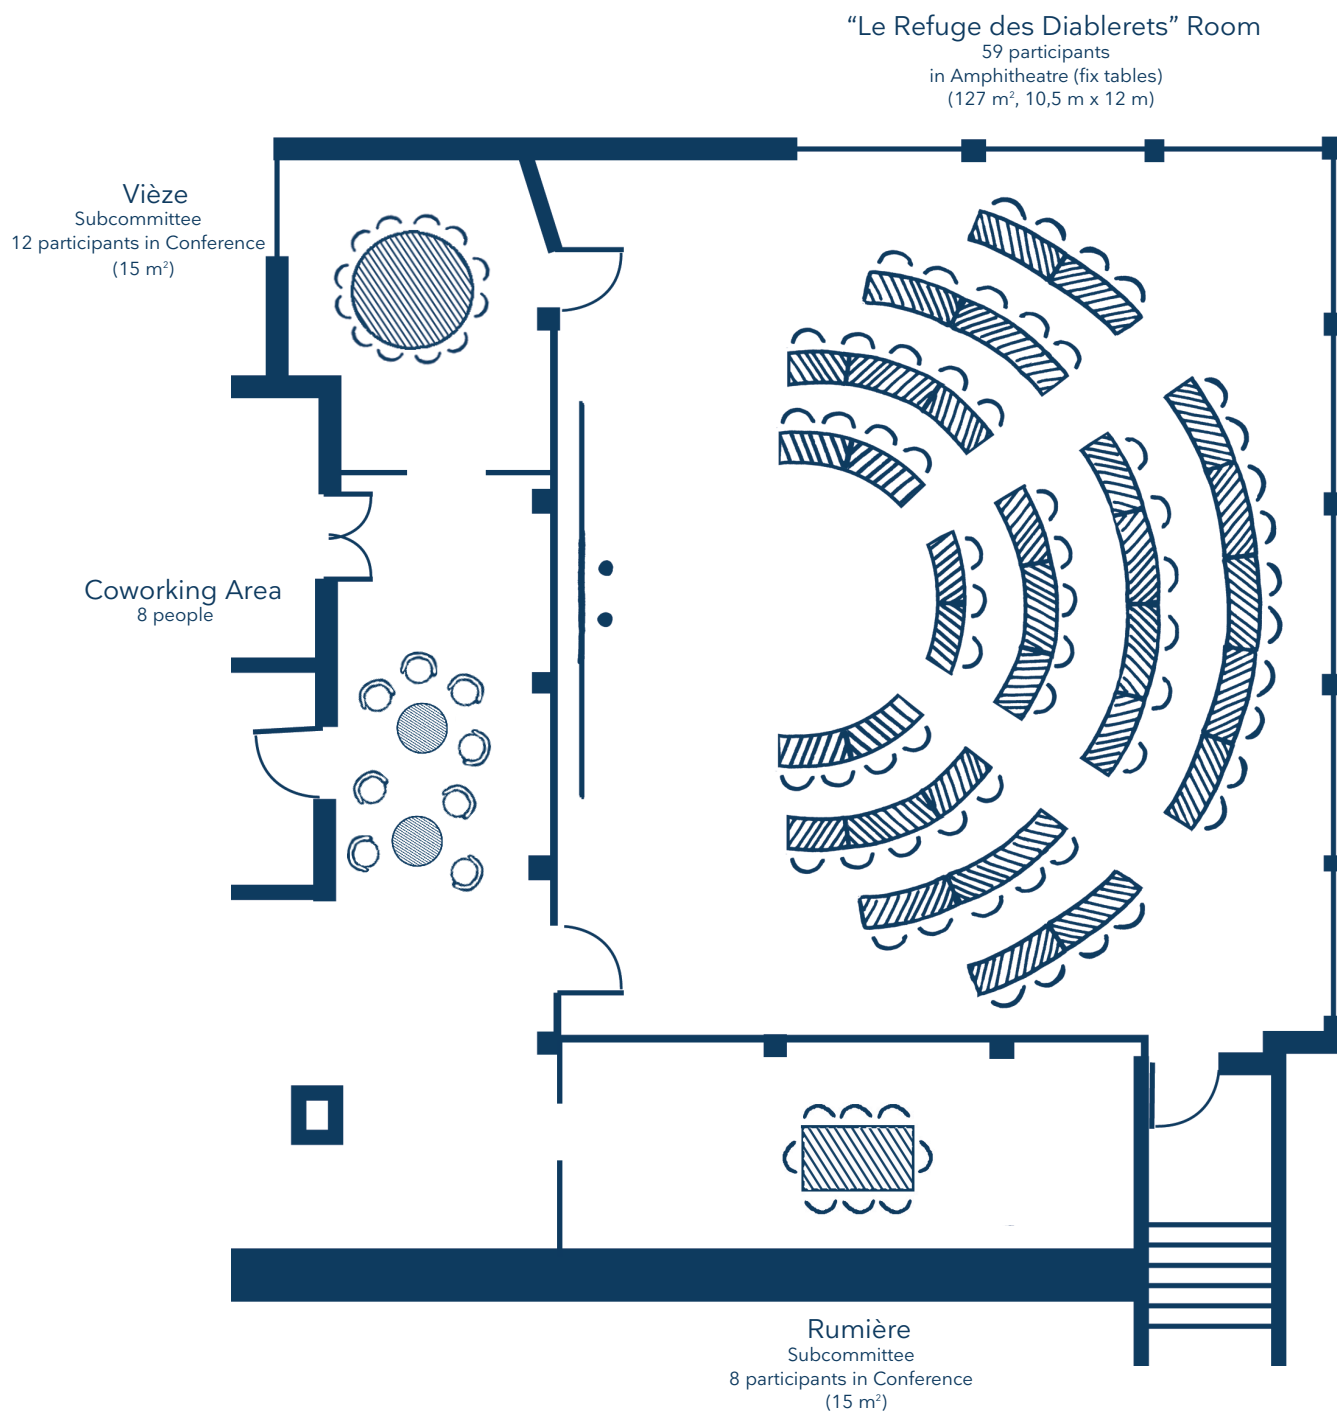 “Le Refuge des Diablerets” Room
59 participants
in Amphitheatre (fix tables)
(127 m², 10,5 m x 12 m)
Vièze
Subcommittee
12 participants in Conference
(15 m²)
Coworking Area
8 people
Rumière
Subcommittee
8 participants in Conference
(15 m²)